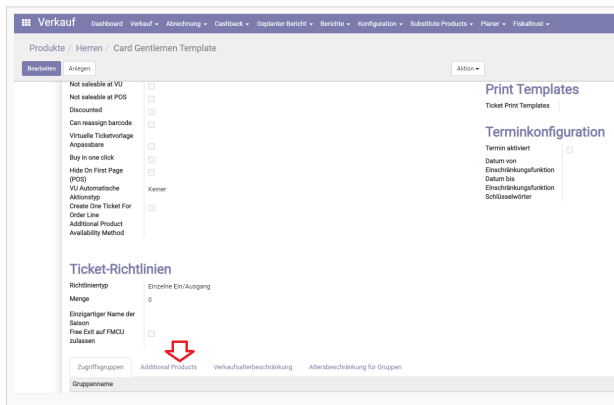 Verkauf Dashboard Verkauf Abrechnung Cashback Geplanter Bericht Berichte Konfiguration Substitute Products Planer Fiskaltrust
Produkte / Herren / Card Gentlemen Template
Bearbeiten Anlegen Aktion
Not saleable at VU
Not saleable at POS
Discounted
Can reassign barcode
Virtuelle Ticketvorlage
Anpassbare
Buy in one click
Hide On First Page
(POS)
VU Automatische Keiner
Aktionstyp
Create One Ticket For
Order Line
Additional Product
Availability Method
Print Templates
Ticket Print Templates
Terminkonfiguration
Termin aktiviert
Datum von
Einschränkungsfunktion
Datum bis
Einschränkungsfunktion
Schlüsselwörter
Ticket-Richtlinien
Richtlinientyp Einzelne Ein/Ausgang
Menge 0
Einzigartiger Name der
Saison
Free Exit auf FMCU
zulassen
Zugriffsgruppen Additional Products Verkaufsalterbeschränkung Altersbeschränkung für Gruppen
Gruppenname